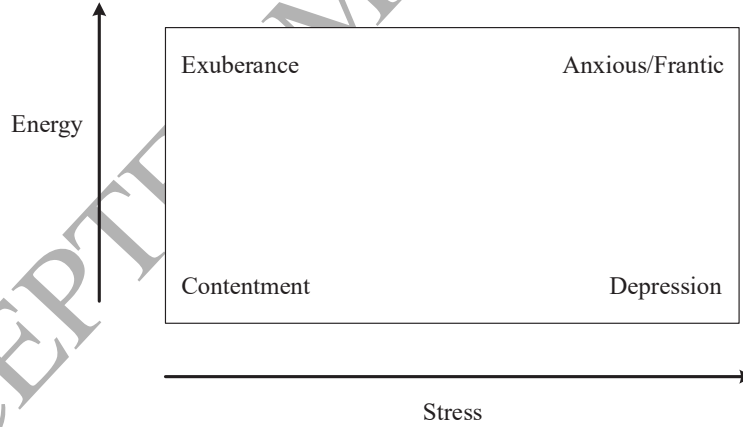 Exuberance Anxious/Frantic
Energy
Contentment Depression
Stress